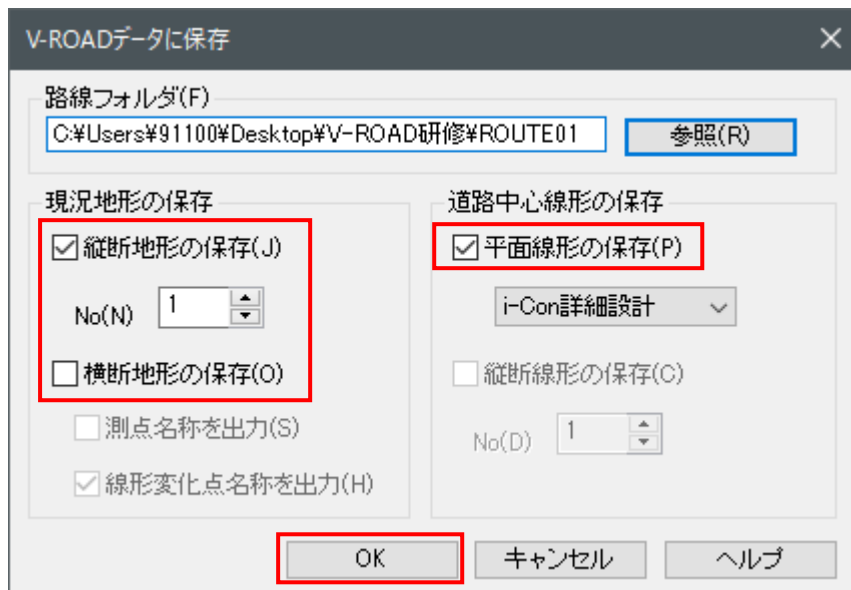 V-ROADデータに保存
路線フォルダ(F)
C:¥Users¥91100¥Desktop¥V-ROAD研修¥ROUTE01 参照(R)
現況地形の保存
縦断地形の保存(J)
No(N) 1
横断地形の保存(O)
測点名称を出力(S)
線形変化点名称を出力(H)
道路中心線形の保存
平面線形の保存(P)
i-Con詳細設計
縦断線形の保存(C)
No(D) 1
OK キャンセル ヘルプ